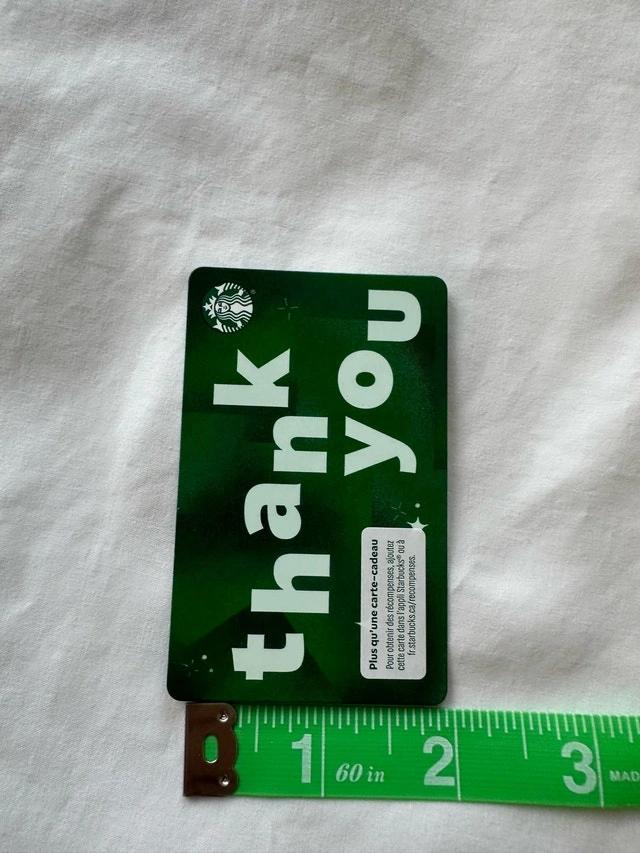 thank
you
Plus qu'une carte-cadeau
Pour obtenir des récompenses, ajoutez
cette carte dans l'appli Starbucks® ou à
fr.starbucks.ca/recompenses.
1 60 in 2 3 MAD